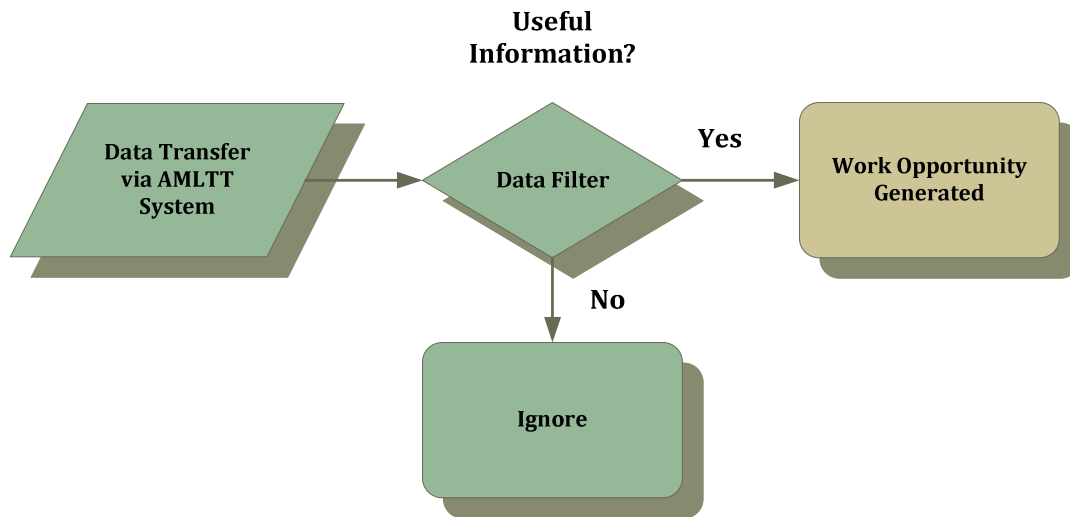 Useful
Information?
Data Transfer
via AMLTT
System
Data Filter
Yes
Work Opportunity
Generated
No
Ignore